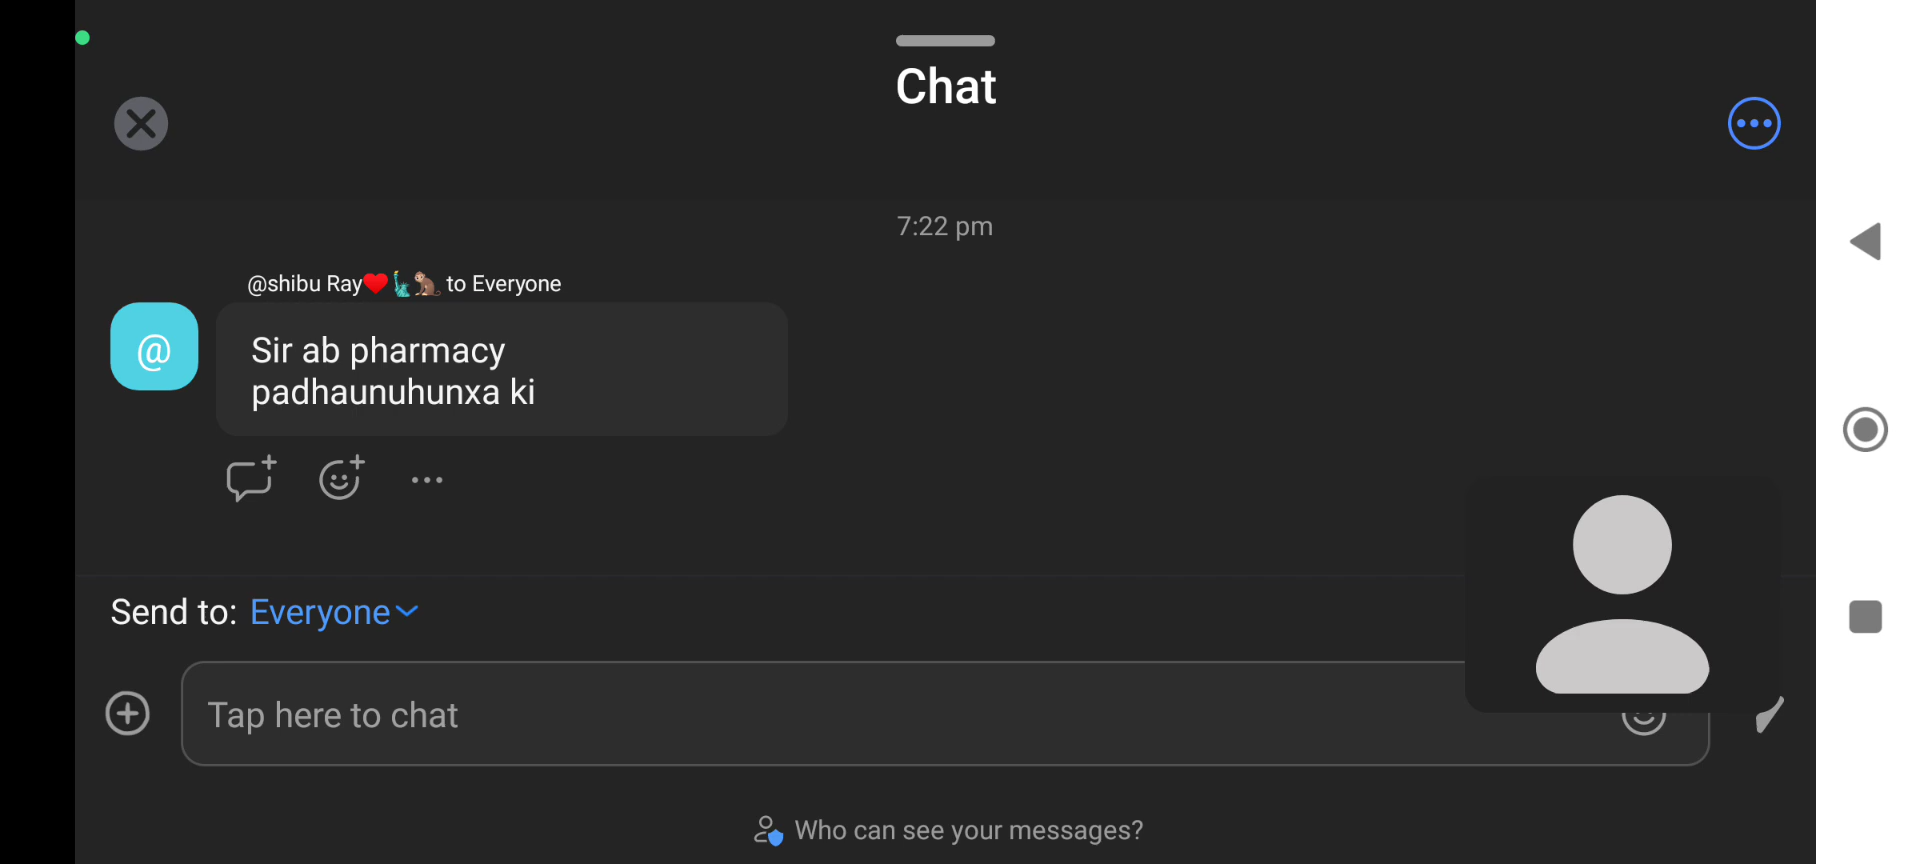 Chat
7:22 pm
@shibu Ray❤️🗽🐒 to Everyone
@
Sir ab pharmacy
padhaunuhunxa ki
Send to: Everyone
Tap here to chat
Who can see your messages?